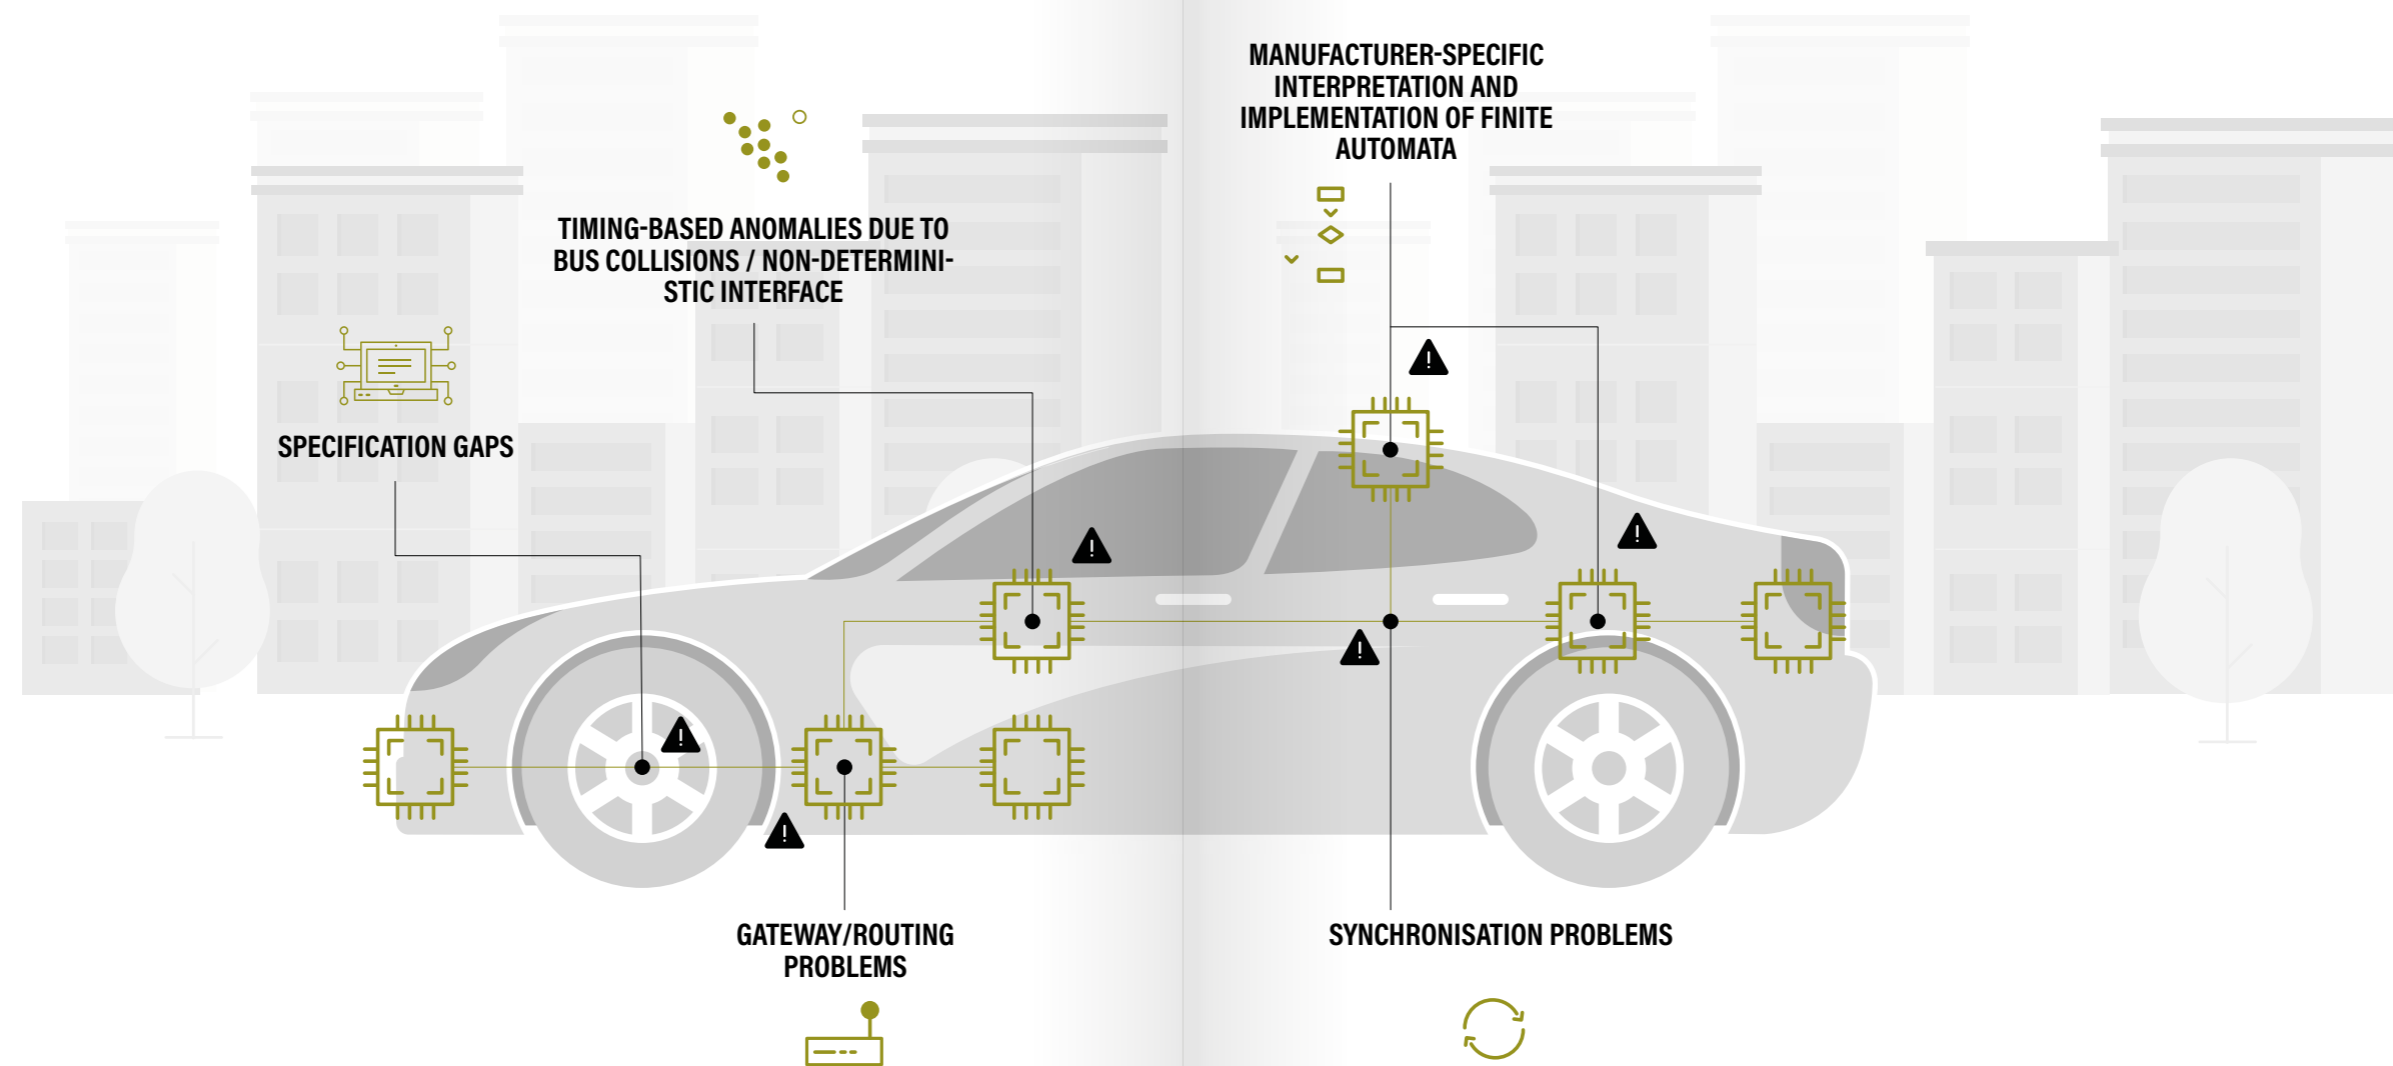 MANUFACTURER-SPECIFIC
INTERPRETATION AND
IMPLEMENTATION OF FINITE
AUTOMATA
TIMING-BASED ANOMALIES DUE TO
BUS COLLISIONS / NON-DETERMINI-
STIC INTERFACE
SPECIFICATION GAPS
GATEWAY/ROUTING
PROBLEMS
SYNCHRONISATION PROBLEMS